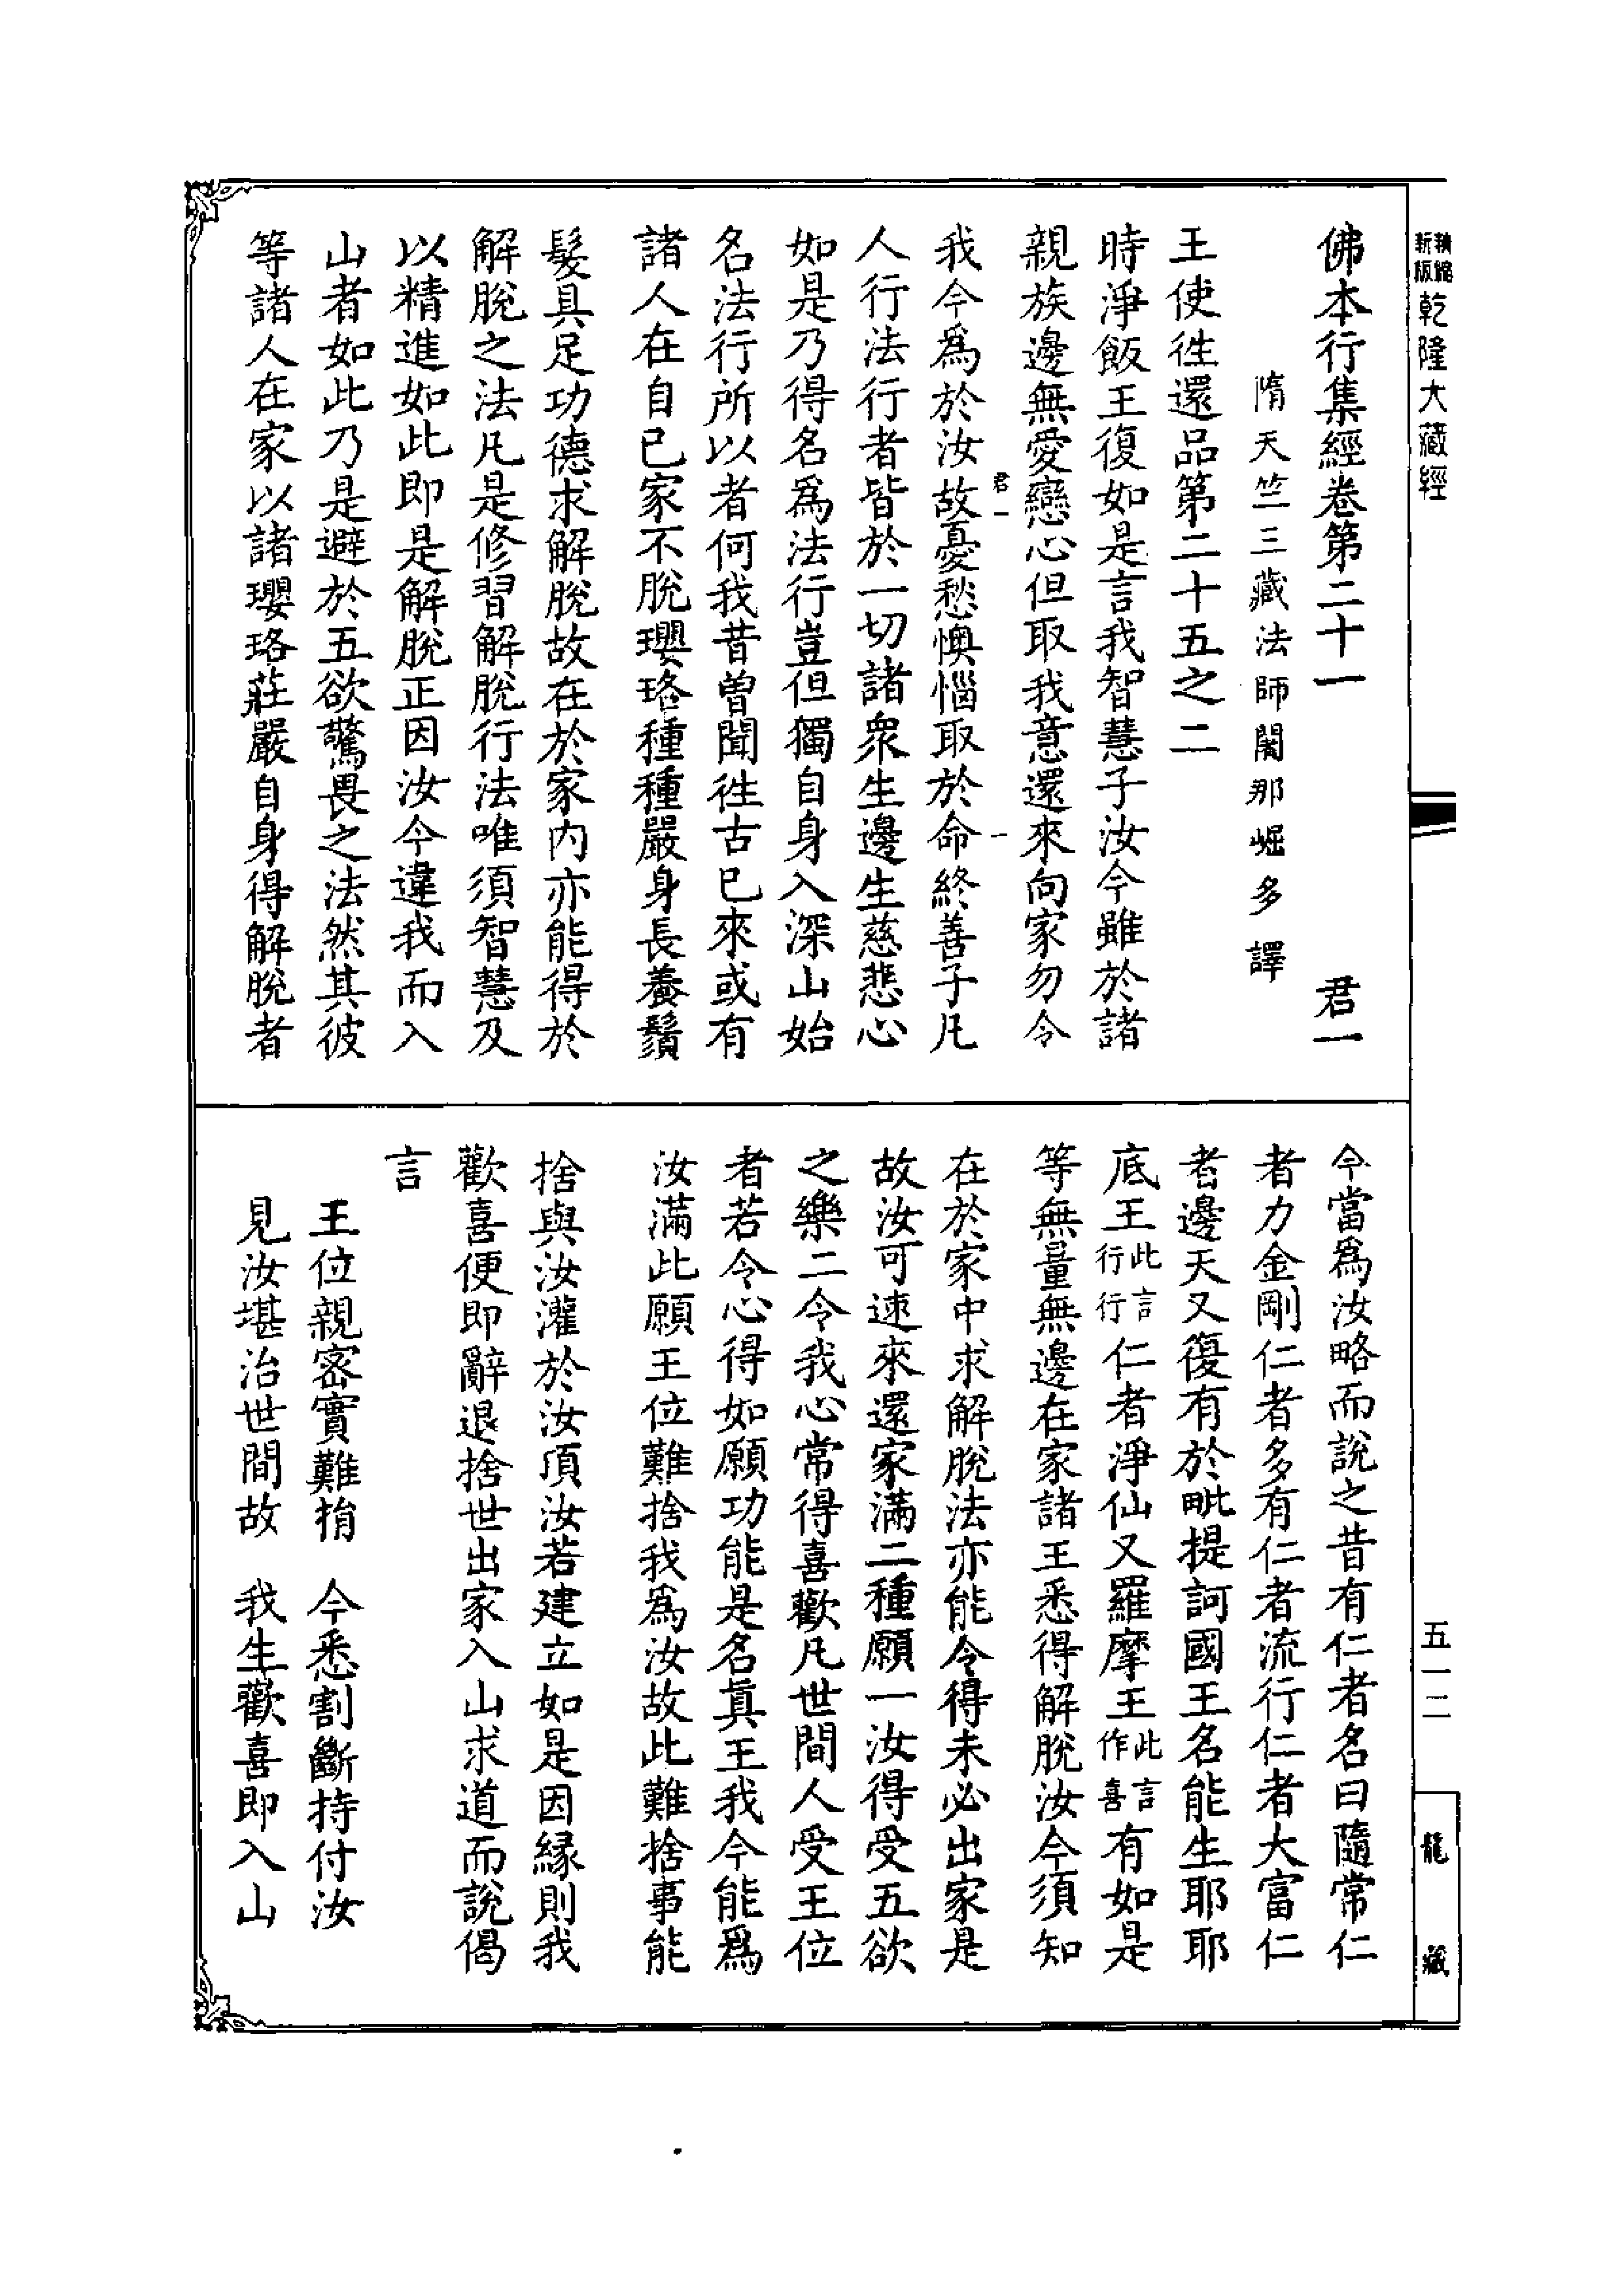 佛本行集經卷第二十一　君一
隋天竺三藏法師闍那崛多　譯
王使徃還品第二十五之二
時淨飯王復如是言我智慧子汝今雖於諸
親族邊無愛戀心但取我意還來向家勿令
君一　一
我今爲於汝故憂愁懊惱取於命終善子凡
人行法行者皆於一切諸衆生邊生慈悲心
如是乃得名爲法行豈但獨自身入深山始
名法行所以者何我昔曽聞徃古已來或有
諸人在自已家不脫瓔珞種種嚴身長養鬚
髮具足功德求解脫故在於家内亦能得於
解脫之法凡是修習解脫行法唯須智慧及
以精進如此即是解脫正因汝今違我而入
山者如此乃是避於五欲驚畏之法然其彼
等諸人在家以諸瓔珞莊嚴自身得解脫者
今當爲汝略而說之昔有仁者名曰隨常仁
者力金剛仁者多有仁者流行仁者大富仁
者邊天又復有於毗提訶國王名能生耶耶
底王此言行行仁者淨仙又羅摩王此言作喜有如是
等無量無邊在家諸王悉得解脫汝今須知
在於家中求解脫法亦能令得未必出家是
故汝可速來還家滿二種願一汝得受五欲
之樂二令我心常得喜歡凡世間人受王位
者若令心得如願功能是名眞王我今能爲
汝滿此願王位難捨我爲汝故此難捨事能
捨與汝灌於汝頂汝若建立如是因縁則我
歡喜便即辭退捨世出家入山求道而說偈
言
王位親宻實難捐　今悉割斷持付汝
見汝堪治世間故　我生歡喜即入山
新版
乾隆大藏經
五一二
龍藏